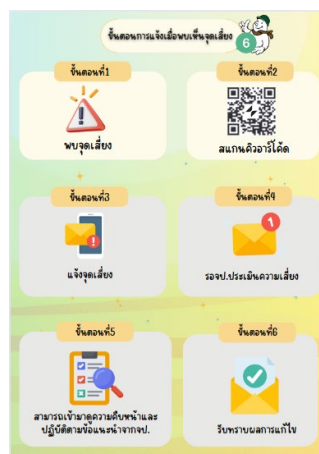 ขั้นตอนการแจ้งเมื่อพบเห็นจุดเสี่ยง
6
ขั้นตอนที่1
ขั้นตอนที่2
พบจุดเสี่ยง
สแกนคิวอาร์โค้ด
ขั้นตอนที่3
ขั้นตอนที่4
1
แจ้งจุดเสี่ยง
รอจป.ประเมินความเสี่ยง
ขั้นตอนที่5
ขั้นตอนที่6
สามารถเข้ามาดูความคืบหน้าและ
ปฏิบัติตามข้อแนะนำจากจป.
รับทราบผลการแก้ไข